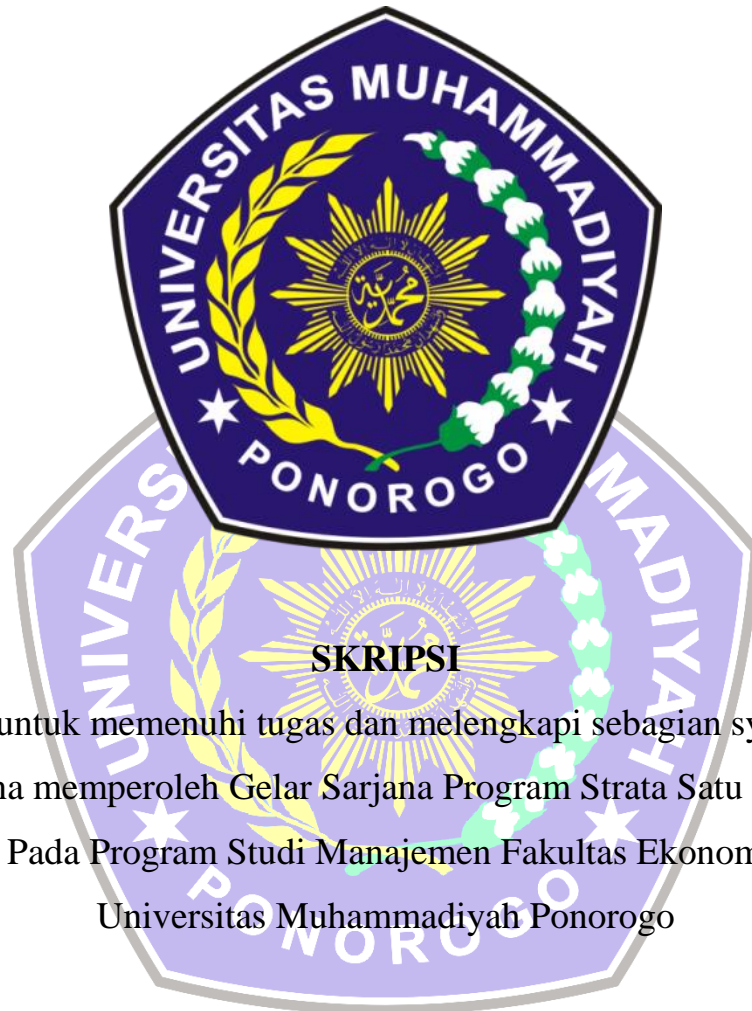 UNIVERSITAS MUHAMMADIYAH
PONOROGO
محمدية
SKRIPSI
untuk memenuhi tugas dan melengkapi sebagian
memperoleh Gelar Sarjana Program Strata Satu
Pada Program Studi Manajemen Fakultas
Universitas Muhammadiyah Ponorogo